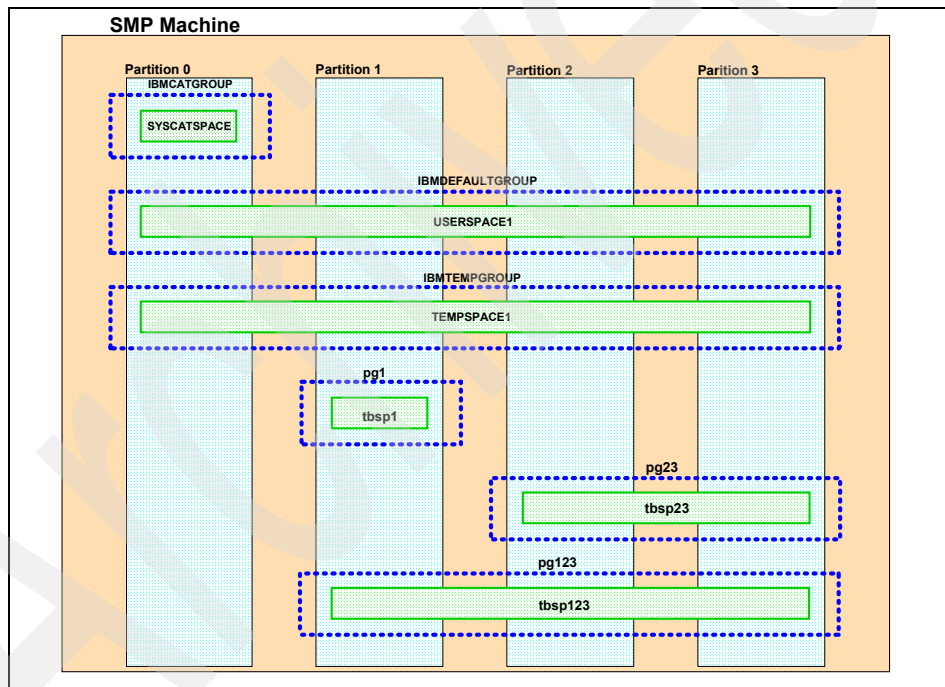 SMP Machine
Partition 0
Partition 1
Partition 2
Parition 3
IBMCATGROUP
SYSCATSPACE
IBMDEFAULTGROUP
USERSPACE1
IBMTEMPGROUP
TEMPSPACE1
pg1
tbsp1
pg23
tbsp23
pg123
tbsp123